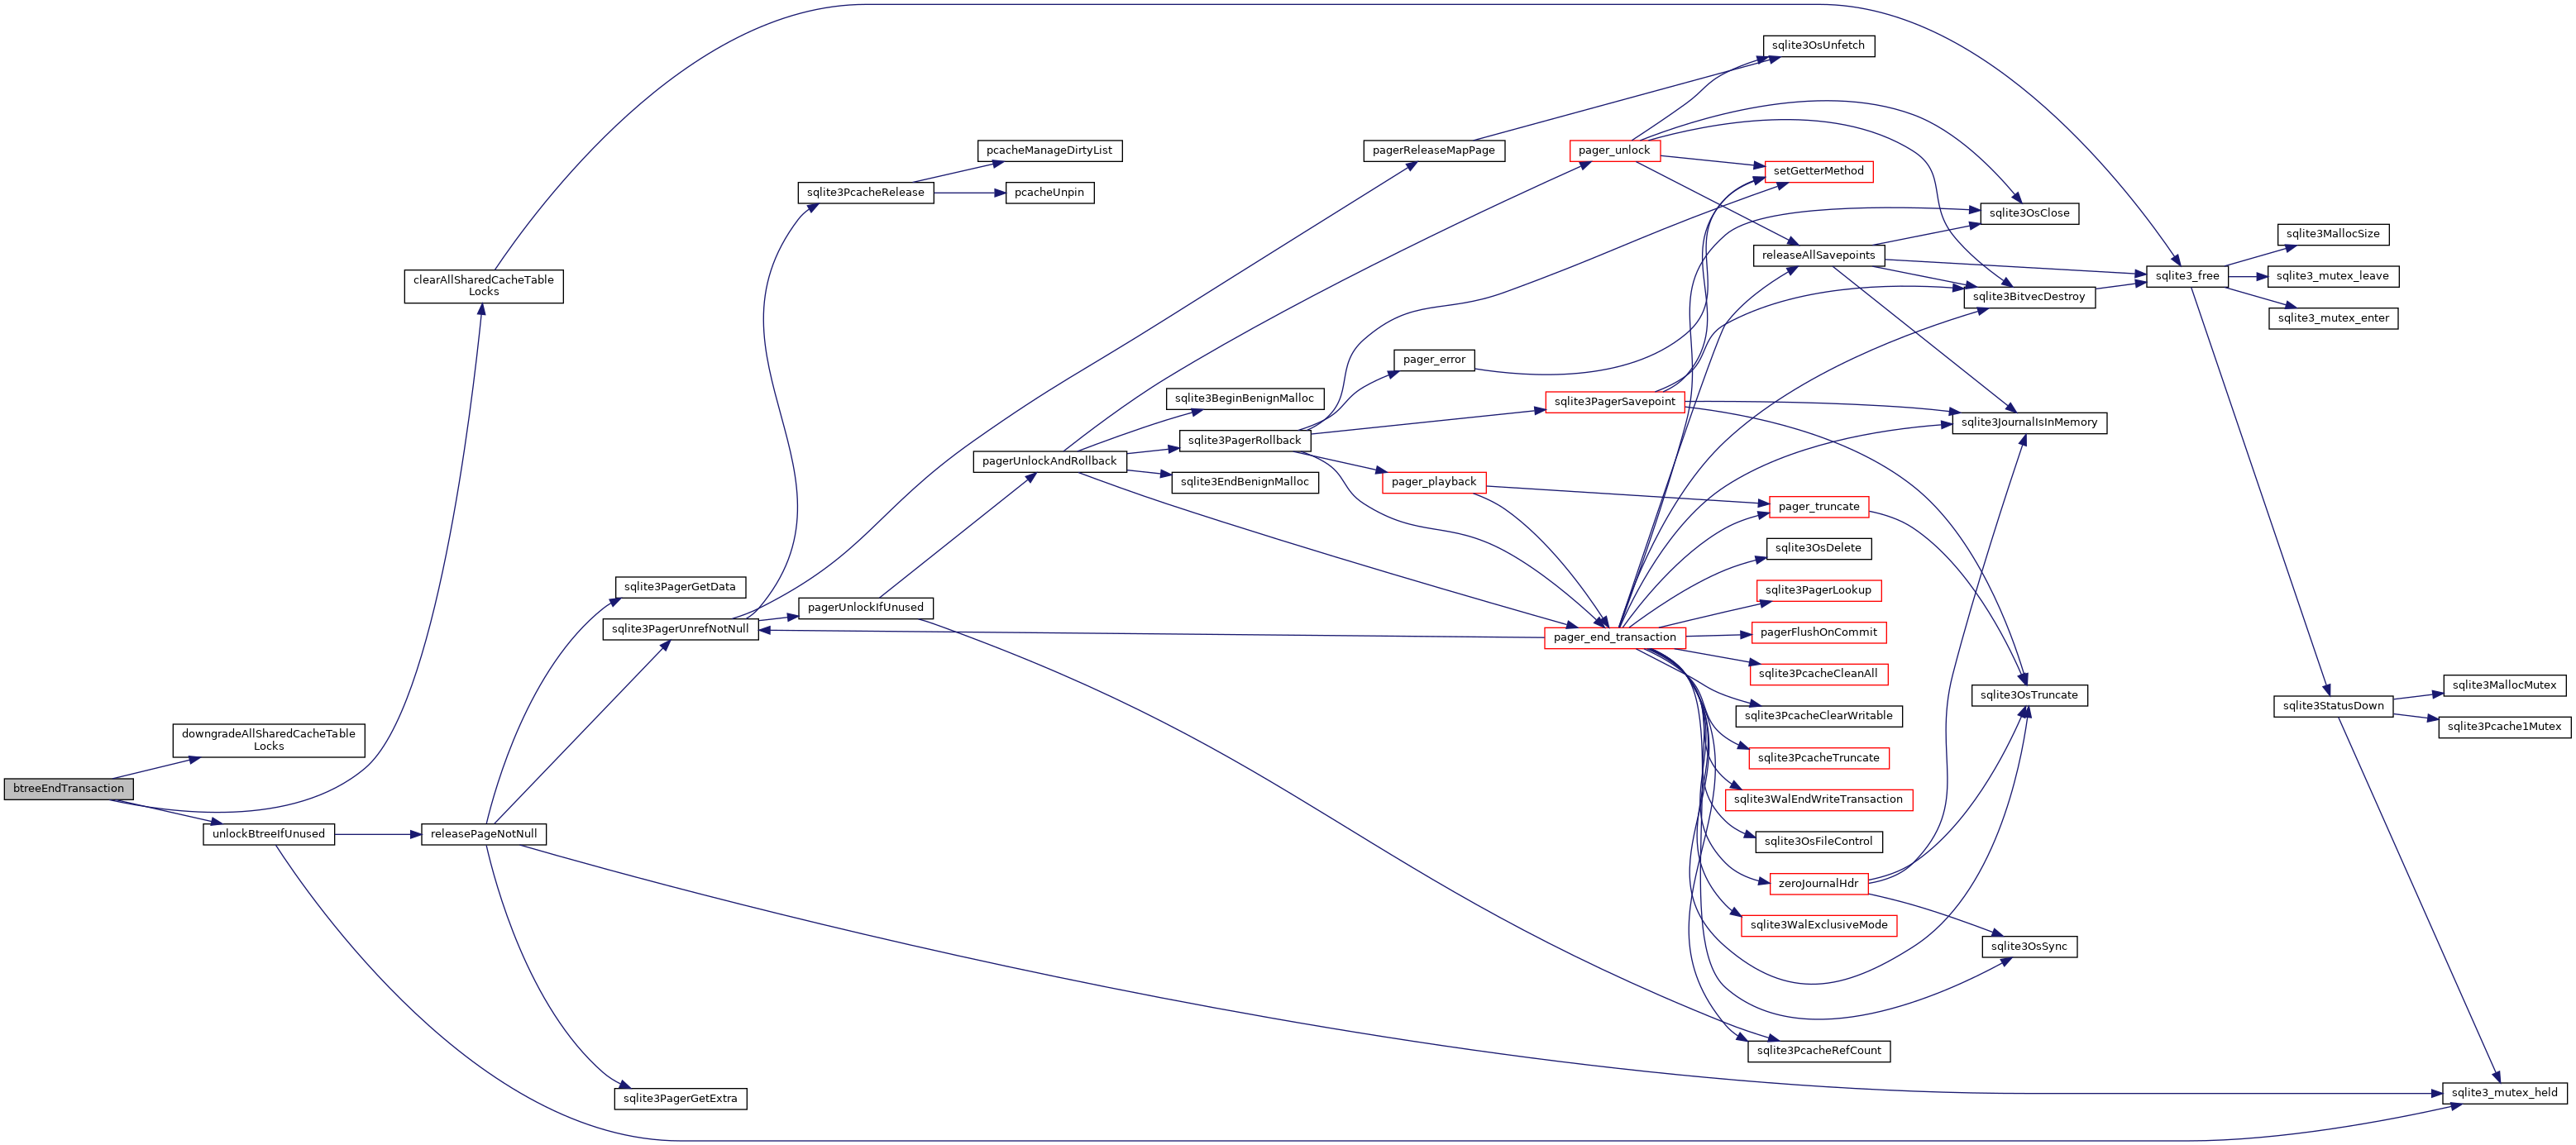 sqlite3OsUnfetch
pcacheManageDirtyList
pagerReleaseMapPage
pager_unlock
setGetterMethod
sqlite3PcacheRelease
pcacheUnpin
sqlite3OsClose
sqlite3MallocSize
releaseAllSavepoints
sqlite3_free
sqlite3_mutex_leave
clearAllSharedCacheTable
Locks
sqlite3BitvecDestroy
sqlite3_mutex_enter
pager_error
sqlite3BeginBenignMalloc
sqlite3PagerSavepoint
sqlite3JournalIsInMemory
sqlite3PagerRollback
pagerUnlockAndRollback
sqlite3EndBenignMalloc
pager_playback
pager_truncate
sqlite3OsDelete
sqlite3PagerGetData
sqlite3PagerLookup
pagerUnlockIfUnused
sqlite3PagerUnrefNotNull
pager_end_transaction
pagerFlushOnCommit
sqlite3PcacheCleanAll
sqlite3OsTruncate
sqlite3MallocMutex
sqlite3StatusDown
sqlite3PcacheClearWritable
sqlite3Pcache1Mutex
downgradeAllSharedCacheTable
Locks
sqlite3PcacheTruncate
btreeEndTransaction
sqlite3WalEndWriteTransaction
unlockBtreeIfUnused
releasePageNotNull
sqlite3OsFileControl
zeroJournalHdr
sqlite3WalExclusiveMode
sqlite3OsSync
sqlite3PcacheRefCount
sqlite3_mutex_held
sqlite3PagerGetExtra